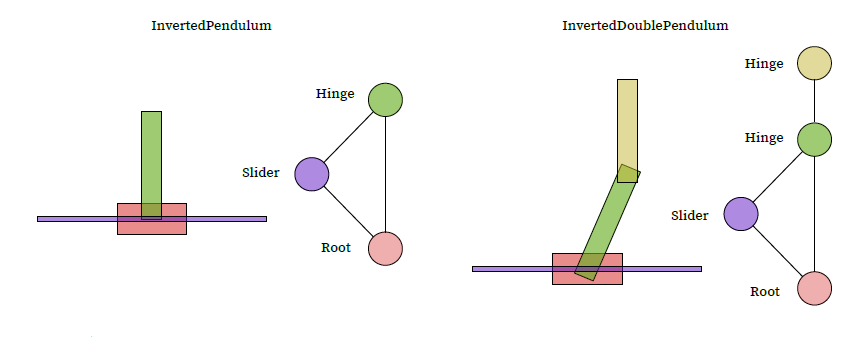 InvertedPendulum
Hinge
Slider
Root
InvertedDoublePendulum
Hinge
Hinge
Slider
Root